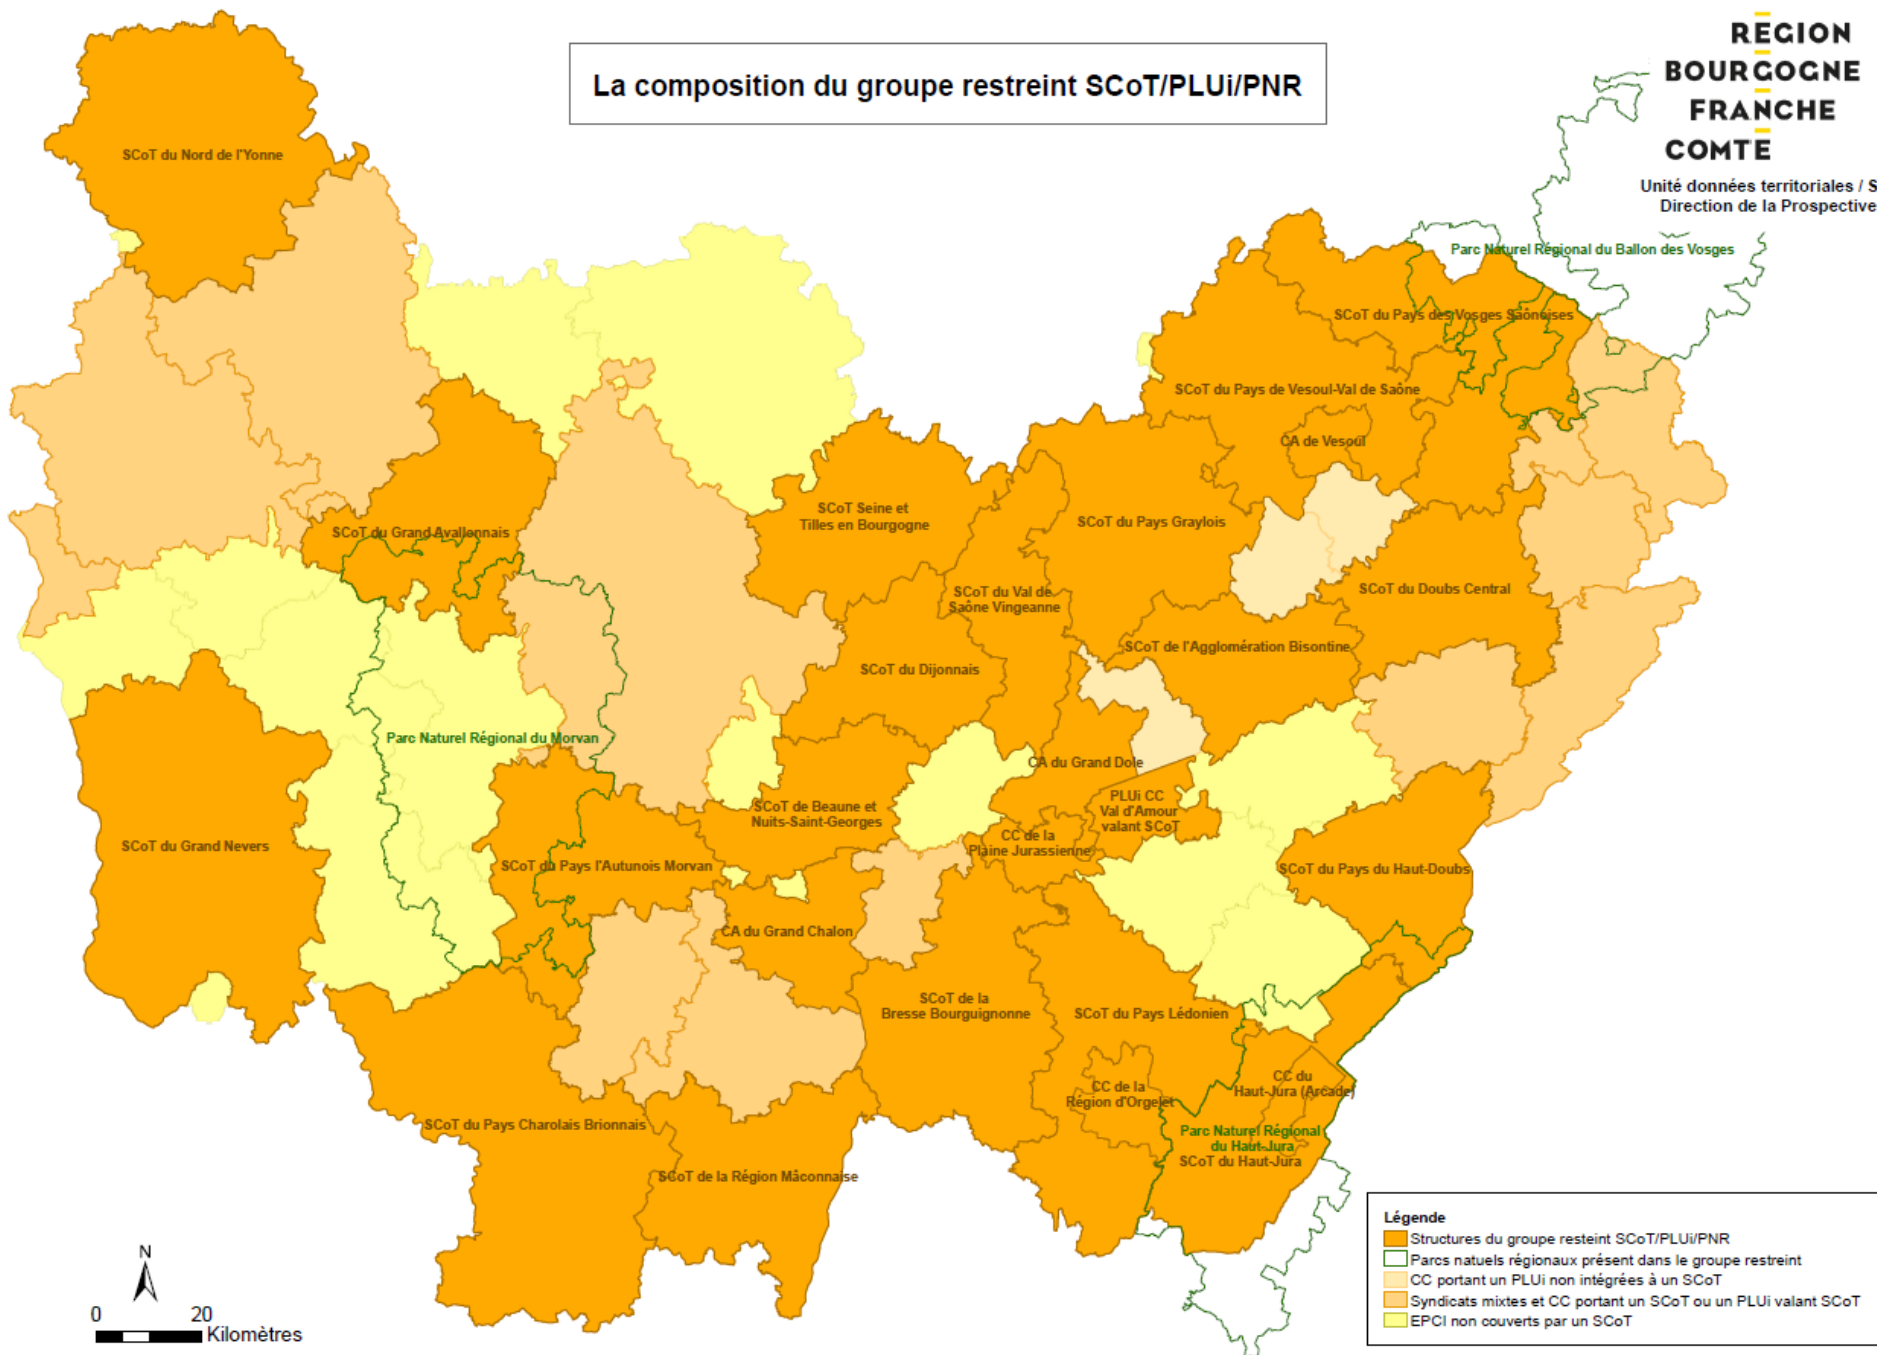 La composition du groupe restreint SCoT/PLUi/PNR
REGION
BOURGOGNE
FRANCHE
COMTE
Unité données territoriales / S
Direction de la Prospective
Parc Naturel Régional du Ballon des Vosges
SCoT du Nord de l'Yonne
SCoT du Pays des Vosges Saônoises
SCoT du Pays de Vesoul-Val de Saône
CA de Vesoul
SCoT Seine et
Tilles en Bourgogne
SCoT du Pays Graylois
SCoT du Grand Avallonnais
SCoT du Val de
Saône Vingeanne
SCoT du Doubs Central
SCoT de l'Agglomération Bisontine
SCoT du Dijonnais
Parc Naturel Régional du Morvan
CA du Grand Dole
SCoT de Beaune et
Nuits-Saint-Georges
PLUi CC
Val d'Amour
valant SCoT
CC de la
Plaine Jurassienne
SCoT du Grand Nevers
SCoT du Pays l'Autunois Morvan
SCoT du Pays du Haut-Doubs
CA du Grand Chalon
SCoT de la
Bresse Bourguignonne
SCoT du Pays Lédonien
CC de la
Région d'Orgelet
CC du
Haut-Jura (Arcade)
SCoT du Pays Charolais Brionnais
Parc Naturel Régional
du Haut-Jura
SCoT du Haut-Jura
SCoT de la Région Mâconnaise
N
0 20
Kilomètres
Légende
Structures du groupe resteint SCoT/PLUi/PNR
Parcs natuels régionaux présent dans le groupe restreint
CC portant un PLUi non intégrées à un SCoT
Syndicats mixtes et CC portant un SCoT ou un PLUi valant SCoT
EPCI non couverts par un SCoT